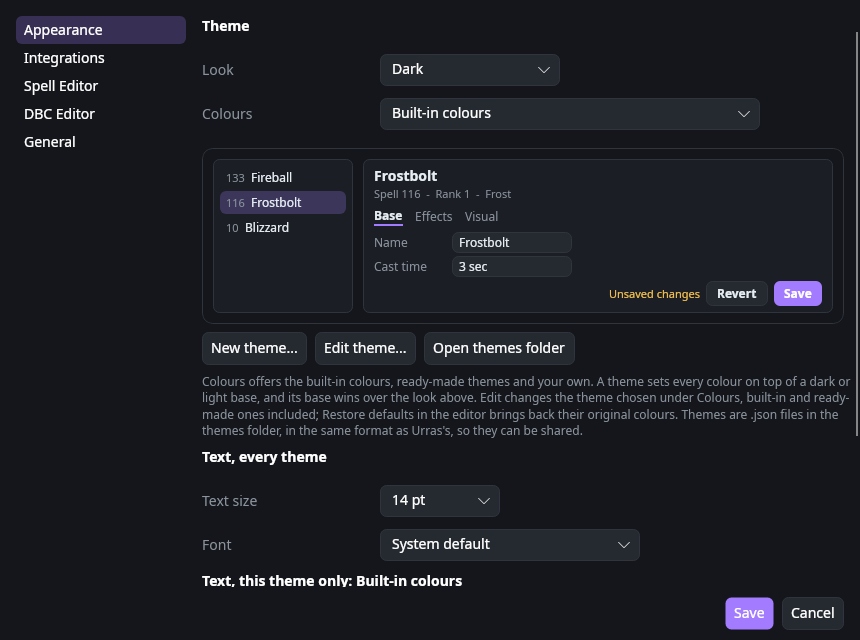 Appearance
Integrations
Spell Editor
DBC Editor
General
Theme
Look
Dark
Colours
Built-in colours
133 Fireball
116 Frostbolt
10 Blizzard
Frostbolt
Spell 116 - Rank 1 - Frost
Base Effects Visual
Name Frostbolt
Cast time 3 sec
Unsaved changes Revert Save
New theme... Edit theme... Open themes folder
Colours offers the built-in colours, ready-made themes and your own. A theme sets every colour on top of a dark or
light base, and its base wins over the look above. Edit changes the theme chosen under Colours, built-in and ready-
made ones included; Restore defaults in the editor brings back their original colours. Themes are .json files in the
themes folder, in the same format as Urras's, so they can be shared.
Text, every theme
Text size
14 pt
Font
System default
Text, this theme only: Built-in colours
Save Cancel